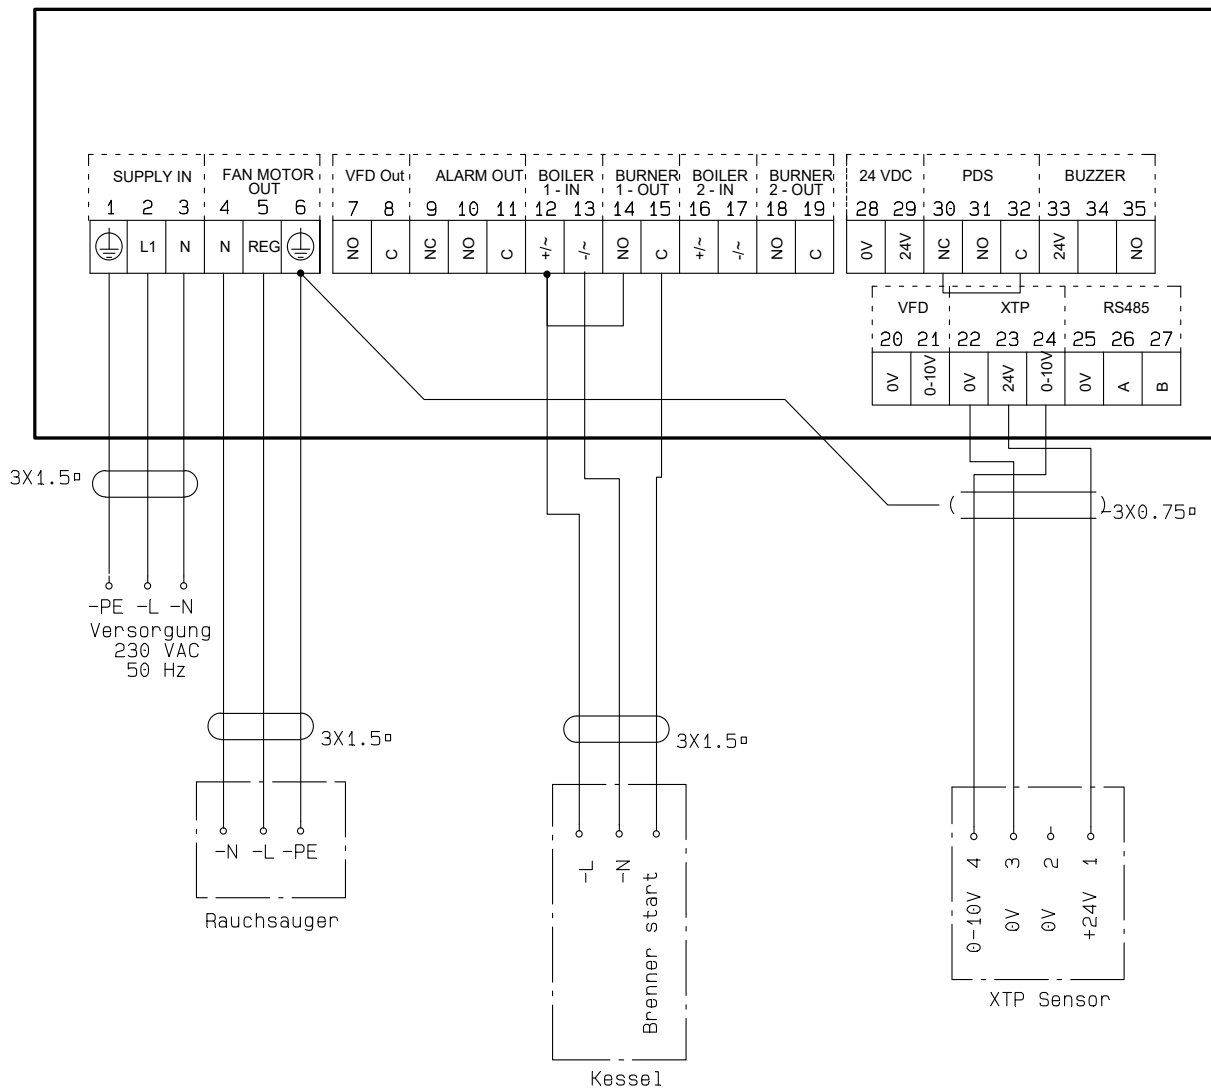 SUPPLY IN FAN MOTOR OUT VFD Out ALARM OUT BOILER 1 - IN BURNER 1 - OUT BOILER 2 - IN BURNER 2 - OUT 24 VDC PDS BUZZER
1 2 3 4 5 6 7 8 9 10 11 12 13 14 15 16 17 18 19 28 29 30 31 32 33 34 35
L1 N N REG NO C NC NO C +/~ -/~ NO C +/~ -/~ NO C 0V 24V NC NO C 24V NO
VFD XTP RS485
20 21 22 23 24 25 26 27
0V 0-10V 0V 24V 0-10V 0V A B
3X1.5▫
-3X0.75▫
-PE -L -N
Versorgung
230 VAC
50 Hz
3X1.5▫
3X1.5▫
-N -L -PE
Rauchsauger
-L
-N
Brenner start
Kessel
4 3 2 1
0-10V 0V 0V +24V
XTP Sensor